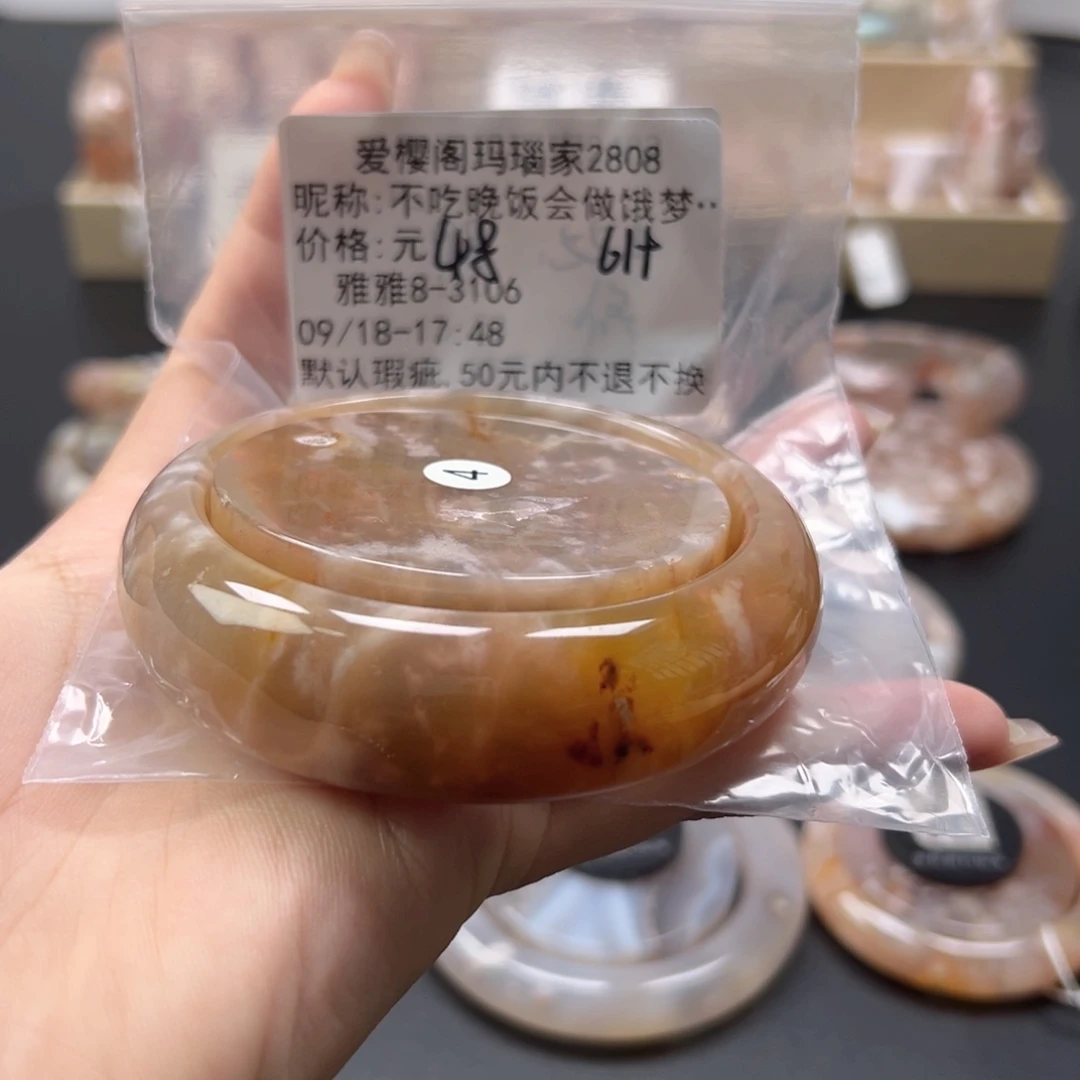 爱樱阁玛瑙家2808
昵称:不吃晚饭会做饿梦··
价格:元48 61+
雅雅8-3106
09/18-17:48
默认瑕疵.50元内不退不换
4